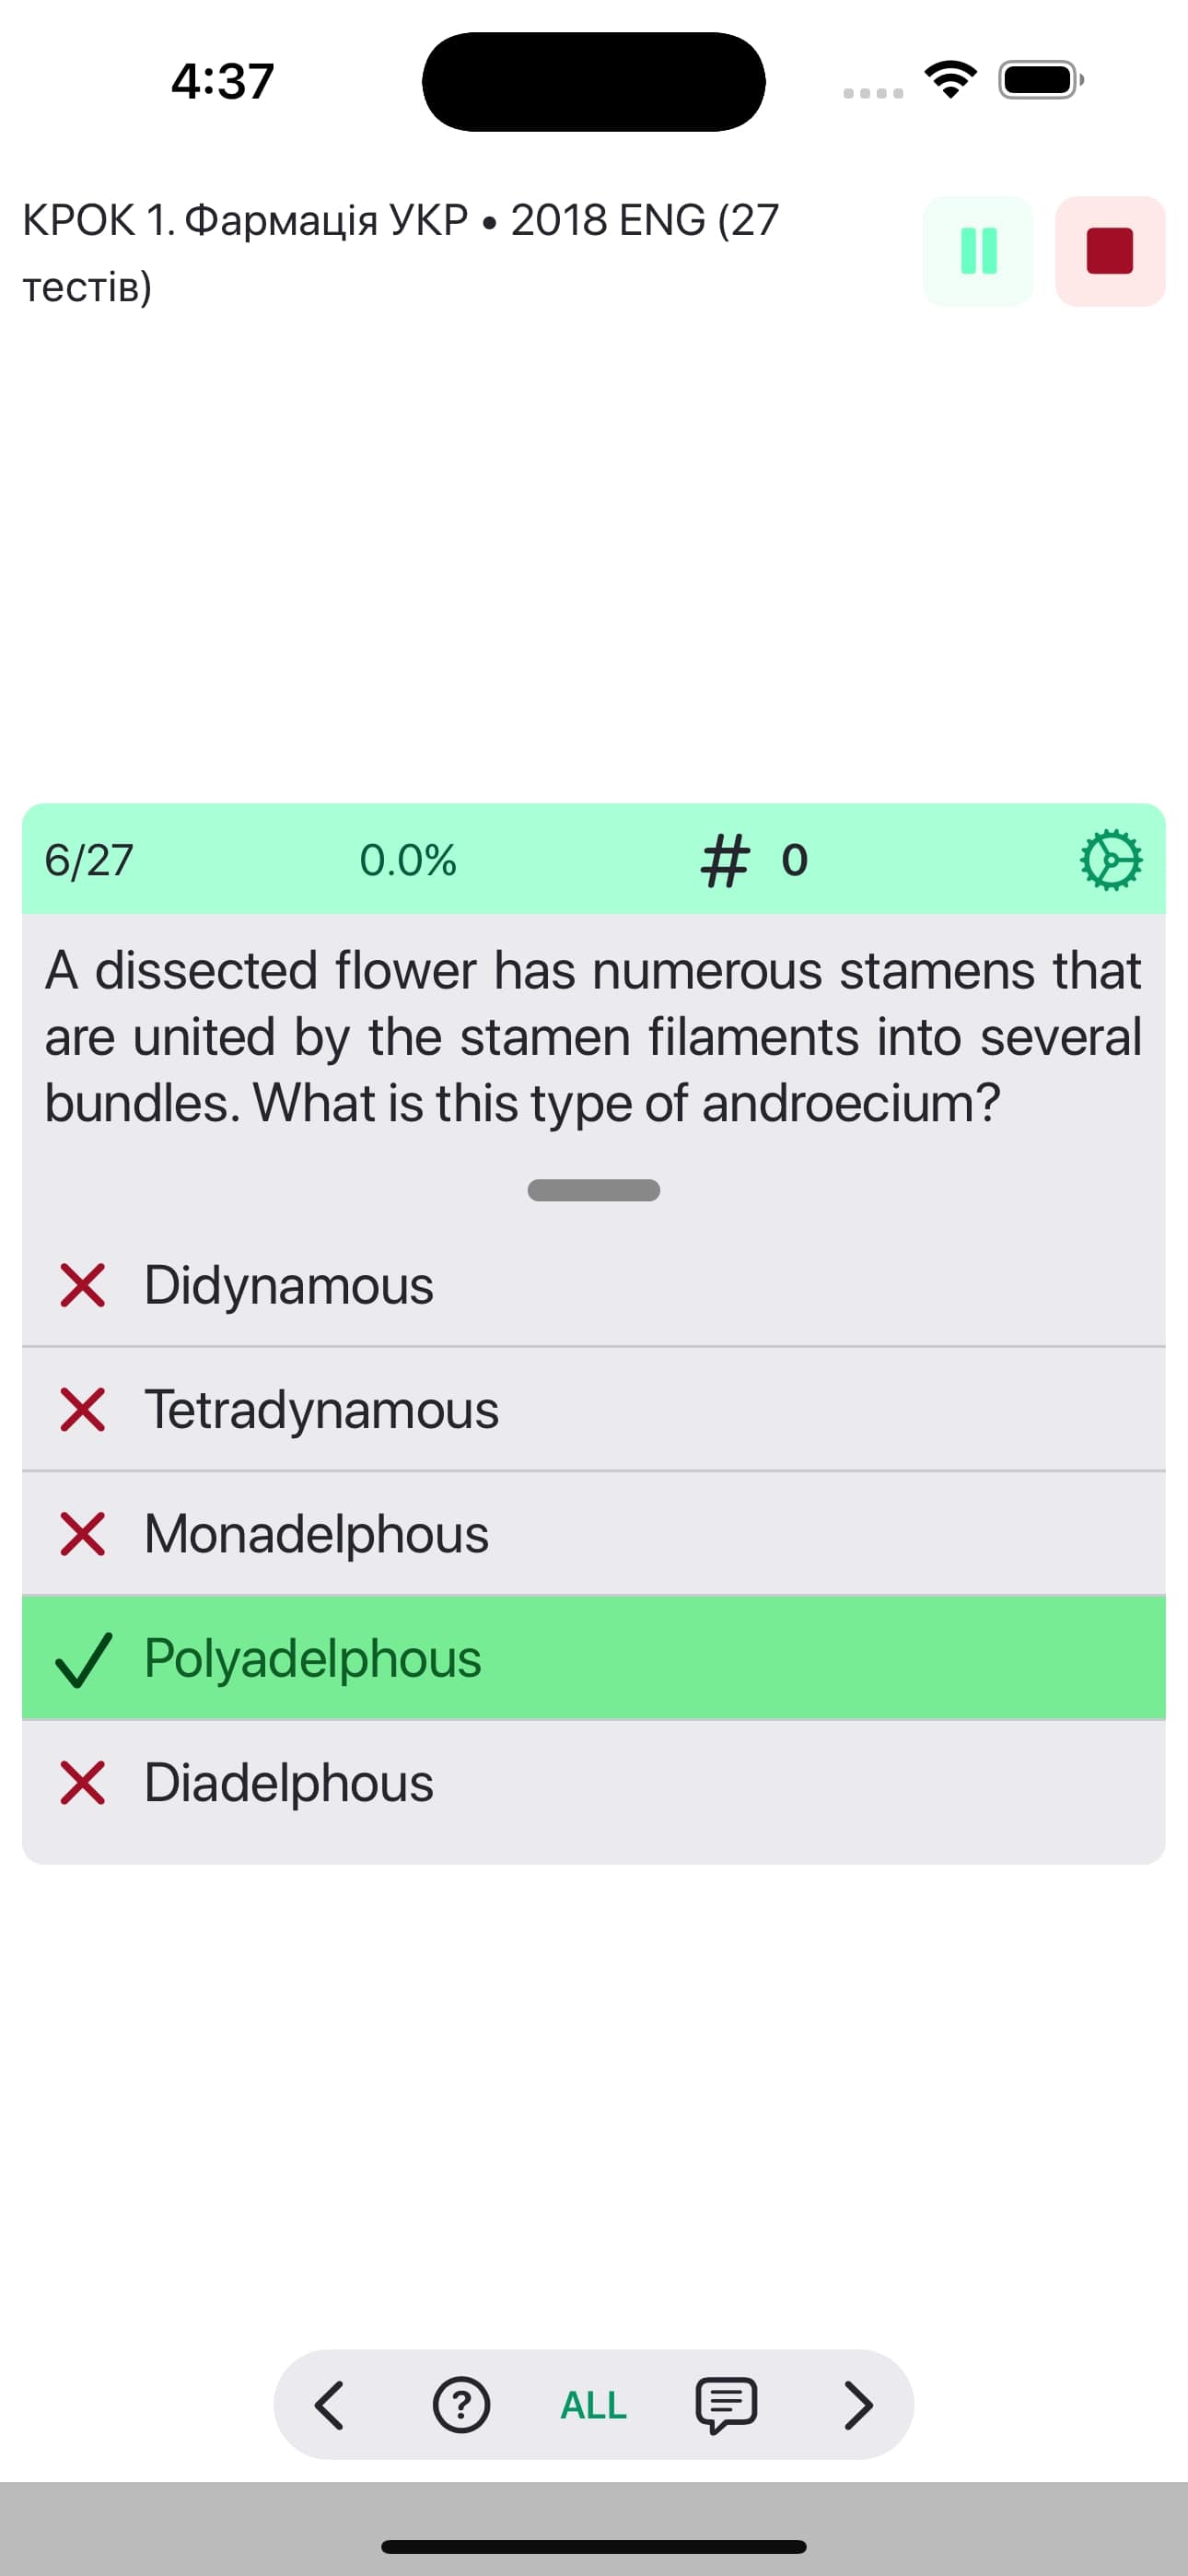 4:37
КРОК 1. Фармація УКР • 2018 ENG (27
тестів)
6/27 0.0% # 0
A dissected flower has numerous stamens that
are united by the stamen filaments into several
bundles. What is this type of androecium?
Didynamous
Tetradynamous
Monadelphous
Polyadelphous
Diadelphous
? ALL